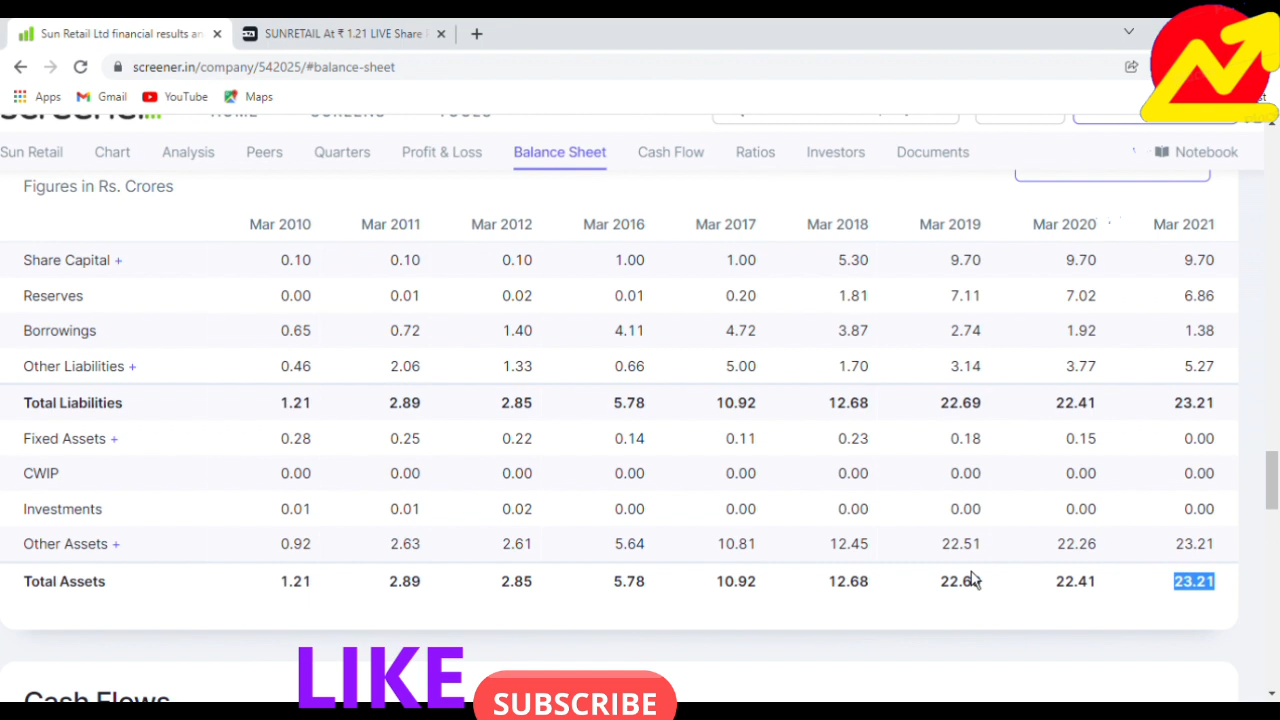 Sun Retail Ltd financial results an
SUNRETAIL At ₹ 1.21 LIVE Share
screener.in/company/542025/#balance-sheet
Apps Gmail YouTube Maps
screener HOME SCREENS TOOLS
Sun Retail Chart Analysis Peers Quarters Profit & Loss Balance Sheet Cash Flow Ratios Investors Documents Notebook
Figures in Rs. Crores
Mar 2010 Mar 2011 Mar 2012 Mar 2016 Mar 2017 Mar 2018 Mar 2019 Mar 2020 Mar 2021
Share Capital + 0.10 0.10 0.10 1.00 1.00 5.30 9.70 9.70 9.70
Reserves 0.00 0.01 0.02 0.01 0.20 1.81 7.11 7.02 6.86
Borrowings 0.65 0.72 1.40 4.11 4.72 3.87 2.74 1.92 1.38
Other Liabilities + 0.46 2.06 1.33 0.66 5.00 1.70 3.14 3.77 5.27
Total Liabilities 1.21 2.89 2.85 5.78 10.92 12.68 22.69 22.41 23.21
Fixed Assets + 0.28 0.25 0.22 0.14 0.11 0.23 0.18 0.15 0.00
CWIP 0.00 0.00 0.00 0.00 0.00 0.00 0.00 0.00 0.00
Investments 0.01 0.01 0.02 0.00 0.00 0.00 0.00 0.00 0.00
Other Assets + 0.92 2.63 2.61 5.64 10.81 12.45 22.51 22.26 23.21
Total Assets 1.21 2.89 2.85 5.78 10.92 12.68 22.69 22.41 23.21
Cash Flows
LIKE
SUBSCRIBE